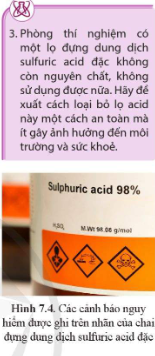 3. Phòng thí nghiệm có
một lọ đựng dung dịch
sulfuric acid đặc không
còn nguyên chất, không
sử dụng được nữa. Hãy đề
xuất cách loại bỏ lọ acid
này một cách an toàn mà
ít gây ảnh hưởng đến môi
trường và sức khoẻ.
Sulphuric acid 98%
H₂SO₄ M.Wt 98.08 g/mol
Hình 7.4. Các cảnh báo nguy
hiểm được ghi trên nhãn của chai
đựng dung dịch sulfuric acid đặc